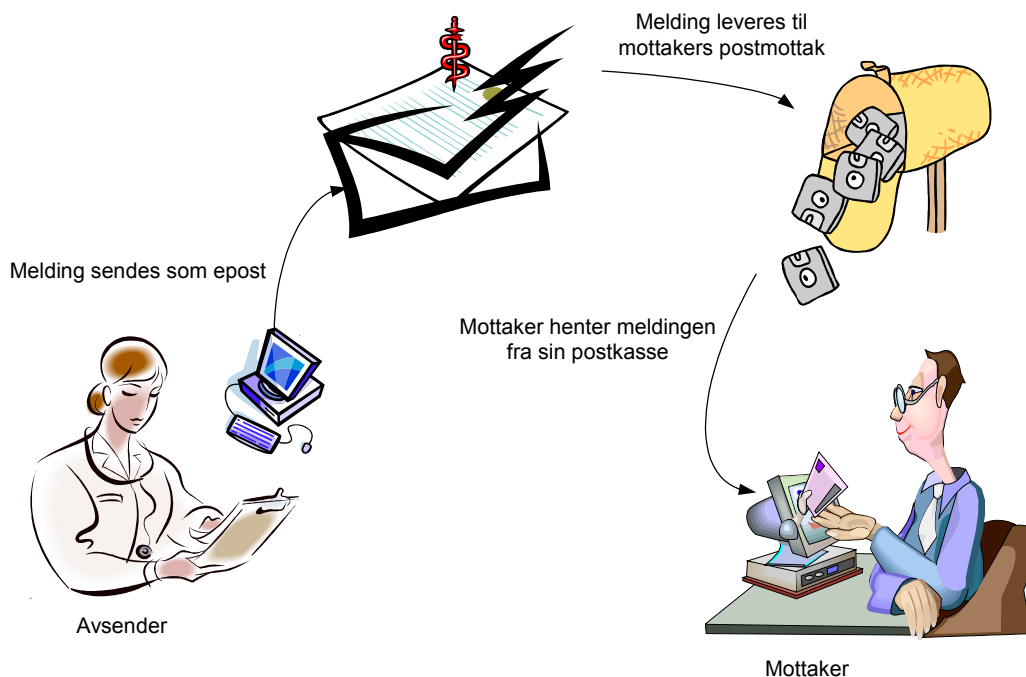 Melding leveres til
mottakers postmottak
Melding sendes som epost
Mottaker henter meldingen
fra sin postkasse
Avsender
Mottaker